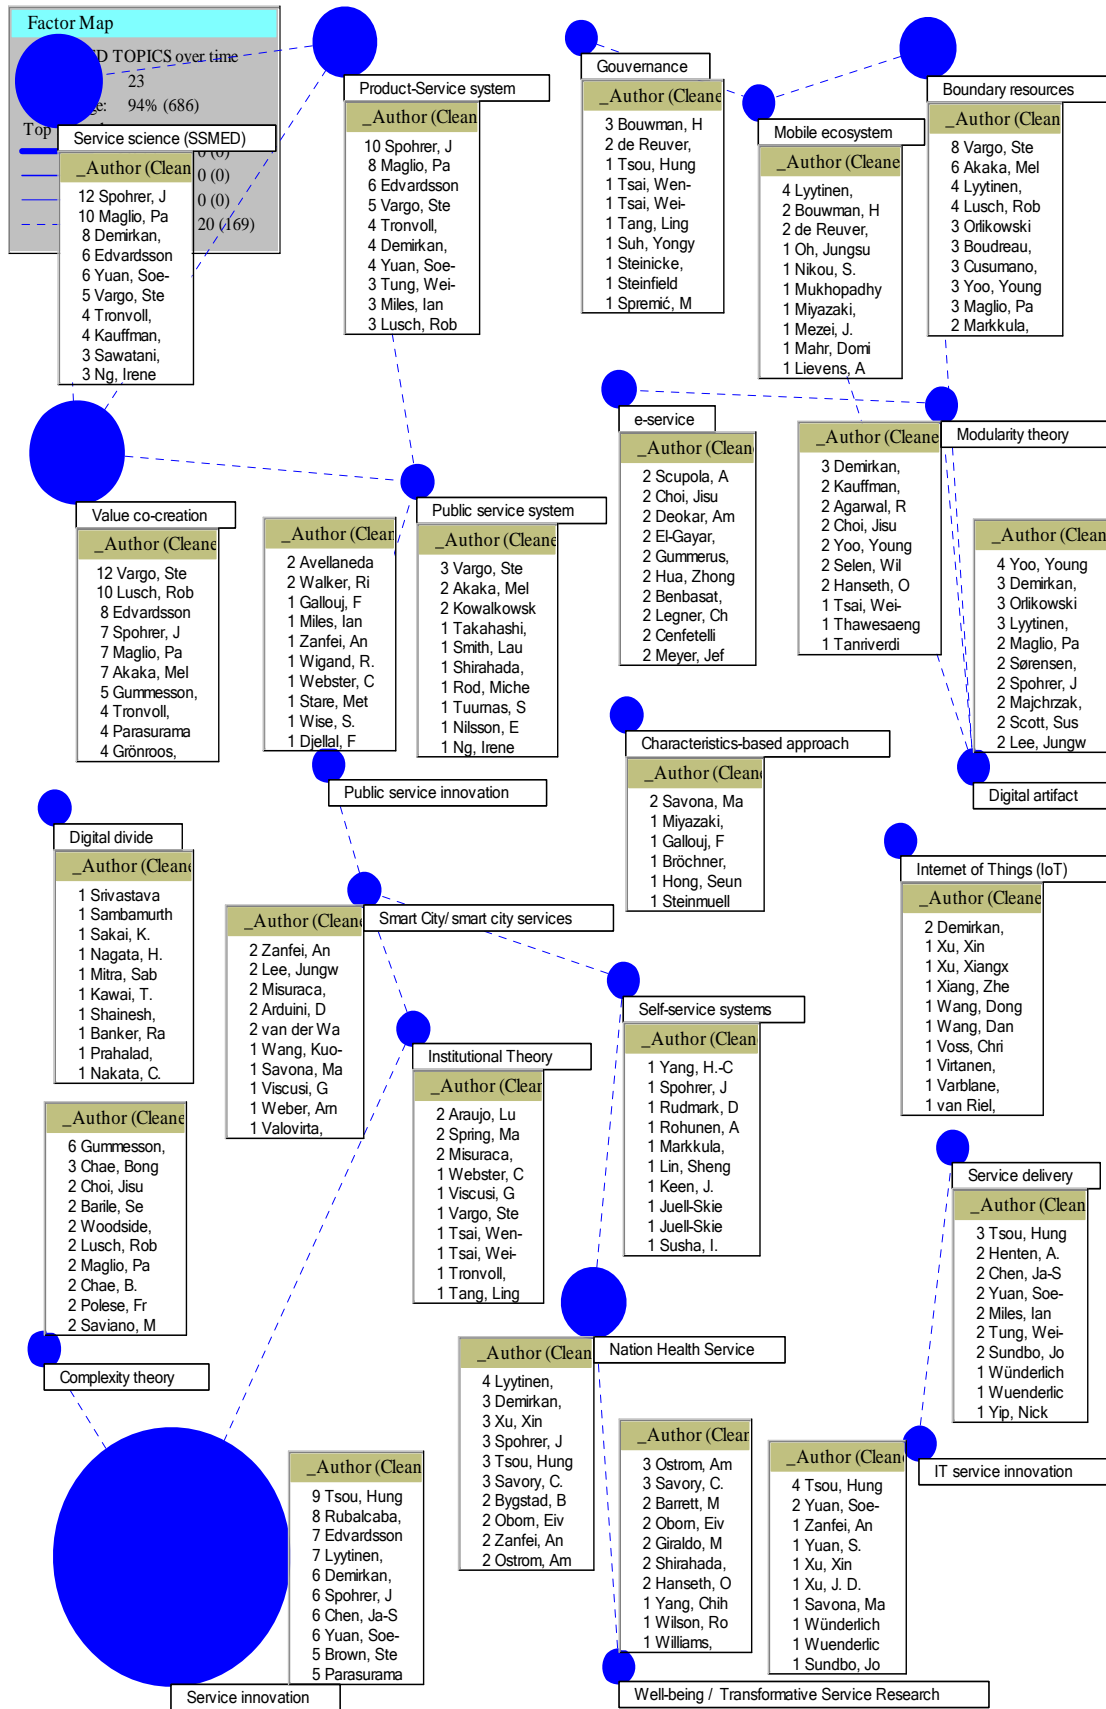 Factor Map
D TOPICS over time
23
e: 94% (686)
Top
0 (0)
0 (0)
0 (0)
20 (169)
Service science (SSMED)
_Author (Clean
12 Spohrer, J
10 Maglio, Pa
8 Demirkan,
6 Edvardsson
6 Yuan, Soe-
5 Vargo, Ste
4 Tronvoll,
4 Kauffman,
3 Sawatani,
3 Ng, Irene
Product-Service system
_Author (Clean
10 Spohrer, J
8 Maglio, Pa
6 Edvardsson
5 Vargo, Ste
4 Tronvoll,
4 Demirkan,
4 Yuan, Soe-
3 Tung, Wei-
3 Miles, Ian
3 Lusch, Rob
Gouvernance
_Author (Cleane
3 Bouwman, H
2 de Reuver,
1 Tsou, Hung
1 Tsai, Wen-
1 Tsai, Wei-
1 Tang, Ling
1 Suh, Yongy
1 Steinicke,
1 Steinfield
1 Spremić, M
Mobile ecosystem
_Author (Cleane
4 Lyytinen,
2 Bouwman, H
2 de Reuver,
1 Oh, Jungsu
1 Nikou, S.
1 Mukhopadhy
1 Miyazaki,
1 Mezei, J.
1 Mahr, Domi
1 Lievens, A
Boundary resources
_Author (Cleane
8 Vargo, Ste
6 Akaka, Mel
4 Lyytinen,
4 Lusch, Rob
3 Orlikowski
3 Boudreau,
3 Cusumano,
3 Yoo, Young
3 Maglio, Pa
2 Markkula,
Value co-creation
_Author (Cleane
12 Vargo, Ste
10 Lusch, Rob
8 Edvardsson
7 Spohrer, J
7 Maglio, Pa
7 Akaka, Mel
5 Gummesson,
4 Tronvoll,
4 Parasurama
4 Grönroos,
_Author (Clean
2 Avellaneda
2 Walker, Ri
1 Gallouj, F
1 Miles, Ian
1 Zanfei, An
1 Wigand, R.
1 Webster, C
1 Stare, Met
1 Wise, S.
1 Djellal, F
Public service innovation
Public service system
_Author (Cleane
3 Vargo, Ste
2 Akaka, Mel
2 Kowalkowsk
1 Takahashi,
1 Smith, Lau
1 Shirahada,
1 Rod, Miche
1 Tuurnas, S
1 Nilsson, E
1 Ng, Irene
e-service
_Author (Cleane
2 Scupola, A
2 Choi, Jisu
2 Deokar, Am
2 El-Gayar,
2 Gummerus,
2 Hua, Zhong
2 Benbasat,
2 Legner, Ch
2 Cenfetelli
2 Meyer, Jef
Modularity theory
_Author (Cleane
3 Demirkan,
2 Kauffman,
2 Agarwal, R
2 Choi, Jisu
2 Yoo, Young
2 Selen, Wil
2 Hanseth, O
1 Tsai, Wei-
1 Thawesaeng
1 Tanriverdi
_Author (Cleane
4 Yoo, Young
3 Demirkan,
3 Orlikowski
3 Lyytinen,
2 Maglio, Pa
2 Sørensen,
2 Spohrer, J
2 Majchrzak,
2 Scott, Sus
2 Lee, Jungw
Digital artifact
Characteristics-based approach
_Author (Cleane
2 Savona, Ma
1 Miyazaki,
1 Gallouj, F
1 Bröchner,
1 Hong, Seun
1 Steinmuell
Digital divide
_Author (Cleane
1 Srivastava
1 Sambamurth
1 Sakai, K.
1 Nagata, H.
1 Mitra, Sab
1 Kawai, T.
1 Shainesh,
1 Banker, Ra
1 Prahalad,
1 Nakata, C.
Internet of Things (IoT)
_Author (Cleane
2 Demirkan,
1 Xu, Xin
1 Xu, Xiangx
1 Xiang, Zhe
1 Wang, Dong
1 Wang, Dan
1 Voss, Chri
1 Virtanen,
1 Varblane,
1 van Riel,
Smart City/ smart city services
_Author (Cleane
2 Zanfei, An
2 Lee, Jungw
2 Misuraca,
2 Arduini, D
2 van der Wa
1 Wang, Kuo-
1 Savona, Ma
1 Viscusi, G
1 Weber, Arn
1 Valovirta,
Self-service systems
_Author (Cleane
1 Yang, H.-C
1 Spohrer, J
1 Rudmark, D
1 Rohunen, A
1 Markkula,
1 Lin, Sheng
1 Keen, J.
1 Juell-Skie
1 Juell-Skie
1 Susha, I.
Institutional Theory
_Author (Clear
2 Araujo, Lu
2 Spring, Ma
2 Misuraca,
1 Webster, C
1 Viscusi, G
1 Vargo, Ste
1 Tsai, Wen-
1 Tsai, Wei-
1 Tronvoll,
1 Tang, Ling
_Author (Cleane
6 Gummesson,
3 Chae, Bong
2 Choi, Jisu
2 Barile, Se
2 Woodside,
2 Lusch, Rob
2 Maglio, Pa
2 Chae, B.
2 Polese, Fr
2 Saviano, M
Complexity theory
Service delivery
_Author (Clean
3 Tsou, Hung
2 Henten, A.
2 Chen, Ja-S
2 Yuan, Soe-
2 Miles, Ian
2 Tung, Wei-
2 Sundbo, Jo
1 Wünderlich
1 Wuenderlic
1 Yip, Nick
Nation Health Service
_Author (Clean
4 Lyytinen,
3 Demirkan,
3 Xu, Xin
3 Spohrer, J
3 Tsou, Hung
3 Savory, C.
2 Bygstad, B
2 Oborn, Eiv
2 Zanfei, An
2 Ostrom, Am
_Author (Clean
9 Tsou, Hung
8 Rubalcaba,
7 Edvardsson
7 Lyytinen,
6 Demirkan,
6 Spohrer, J
6 Chen, Ja-S
6 Yuan, Soe-
5 Brown, Ste
5 Parasurama
Service innovation
_Author (Clean
3 Ostrom, Am
3 Savory, C.
2 Barrett, M
2 Oborn, Eiv
2 Giraldo, M
2 Shirahada,
2 Hanseth, O
1 Yang, Chih
1 Wilson, Ro
1 Williams,
Well-being / Transformative Service Research
IT service innovation
_Author (Clean
4 Tsou, Hung
2 Yuan, Soe-
1 Zanfei, An
1 Yuan, S.
1 Xu, Xin
1 Xu, J. D.
1 Savona, Ma
1 Wünderlich
1 Wuenderlic
1 Sundbo, Jo